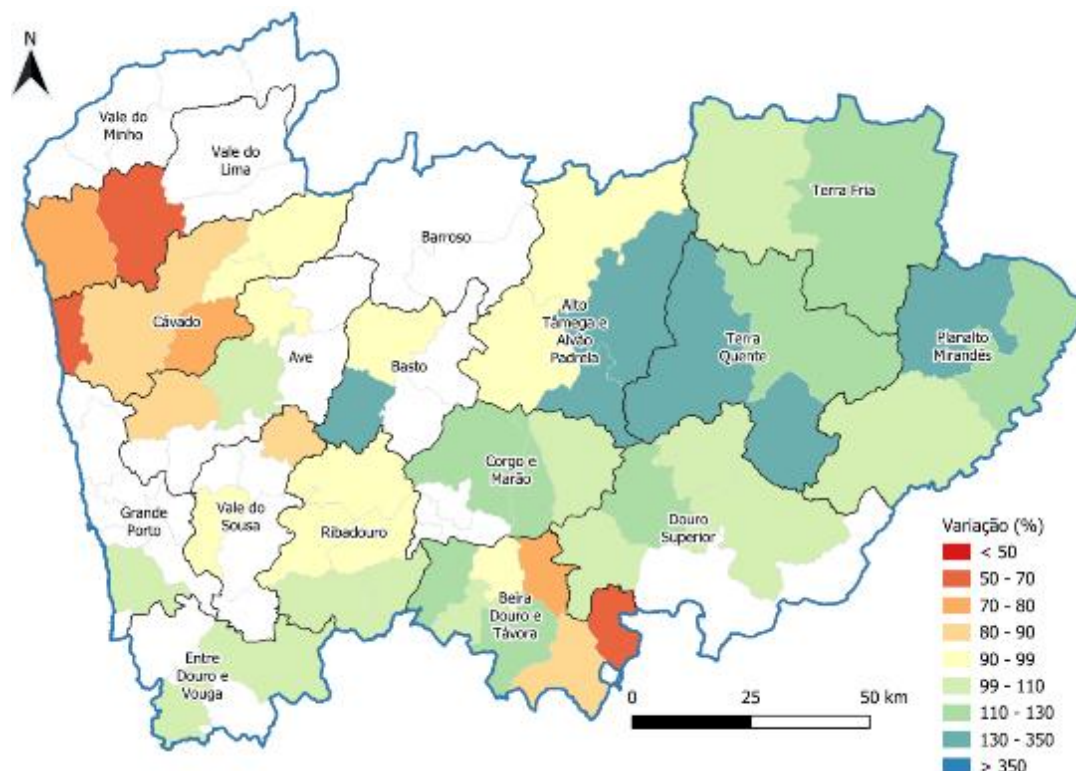 N
Vale do
Minho
Vale do
Lima
Terra Fria
Barroso
Cávado
Alto
Tâmega e
Alvão
Padrela
Terra
Quente
Planalto
Mirandés
Ave
Basto
Corgo e
Marão
Grande
Porto
Vale do
Sousa
Ribadouro
Douro
Superior
Beira
Douro e
Távora
Entre
Douro e
Vouga
0 25 50 km
Variação (%)
< 50
50 - 70
70 - 80
80 - 90
90 - 99
99 - 110
110 - 130
130 - 350
> 350